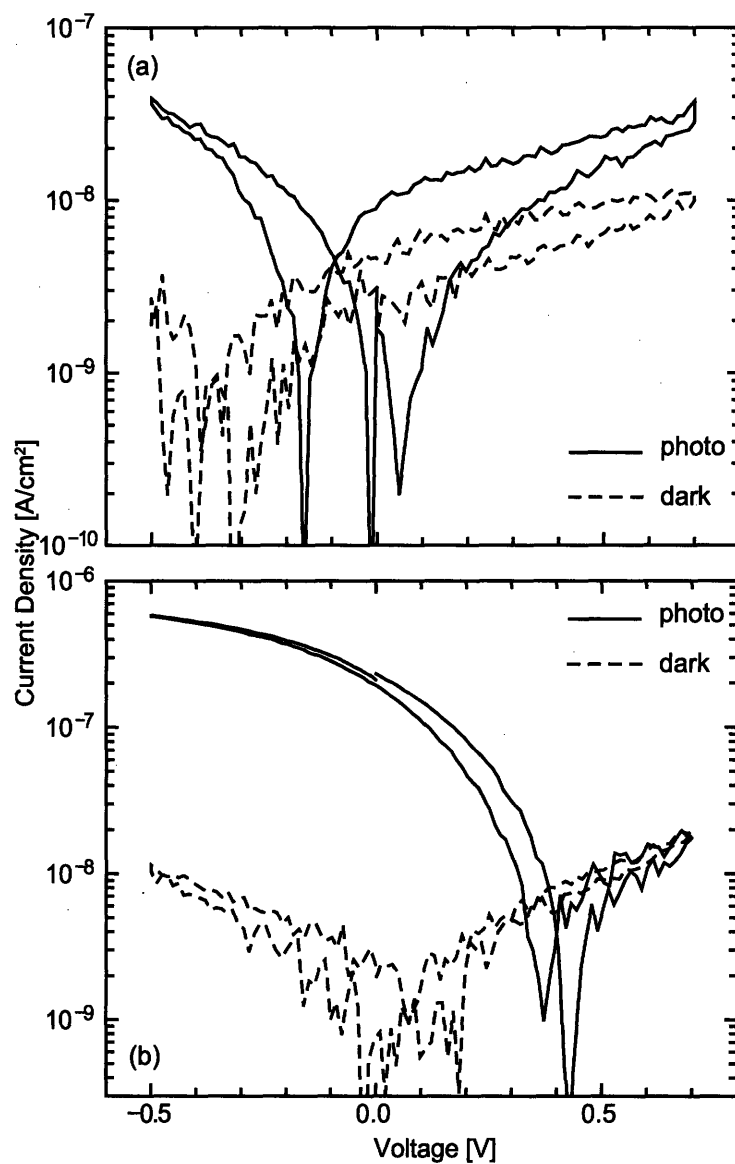 10⁻⁷
(a)
10⁻⁸
10⁻⁹
photo
dark
10⁻¹⁰
Current Density [A/cm²]
10⁻⁶
photo
dark
10⁻⁷
10⁻⁸
10⁻⁹
(b)
−0.5 0.0 0.5
Voltage [V]